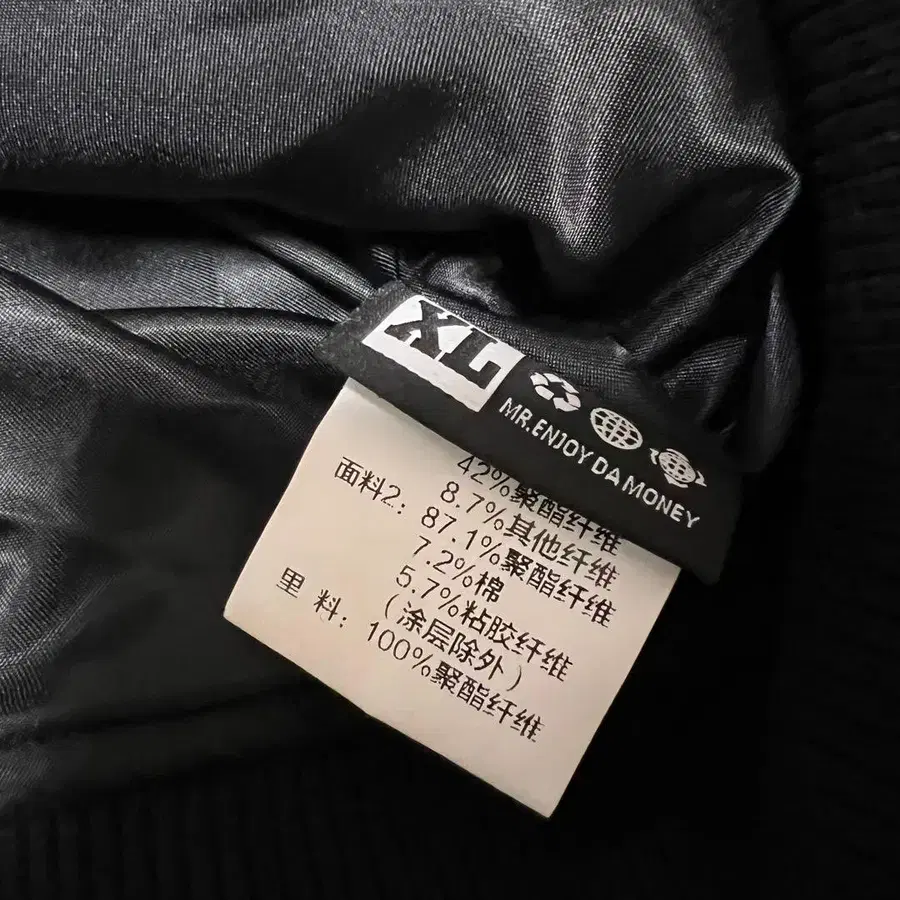 XL
MR.ENJOY DA MONEY
42%聚酯纤维
8.7%其他纤维
面料2: 87.1%聚酯纤维
7.2%棉
5.7%粘胶纤维
(涂层除外)
里 料: 100%聚酯纤维